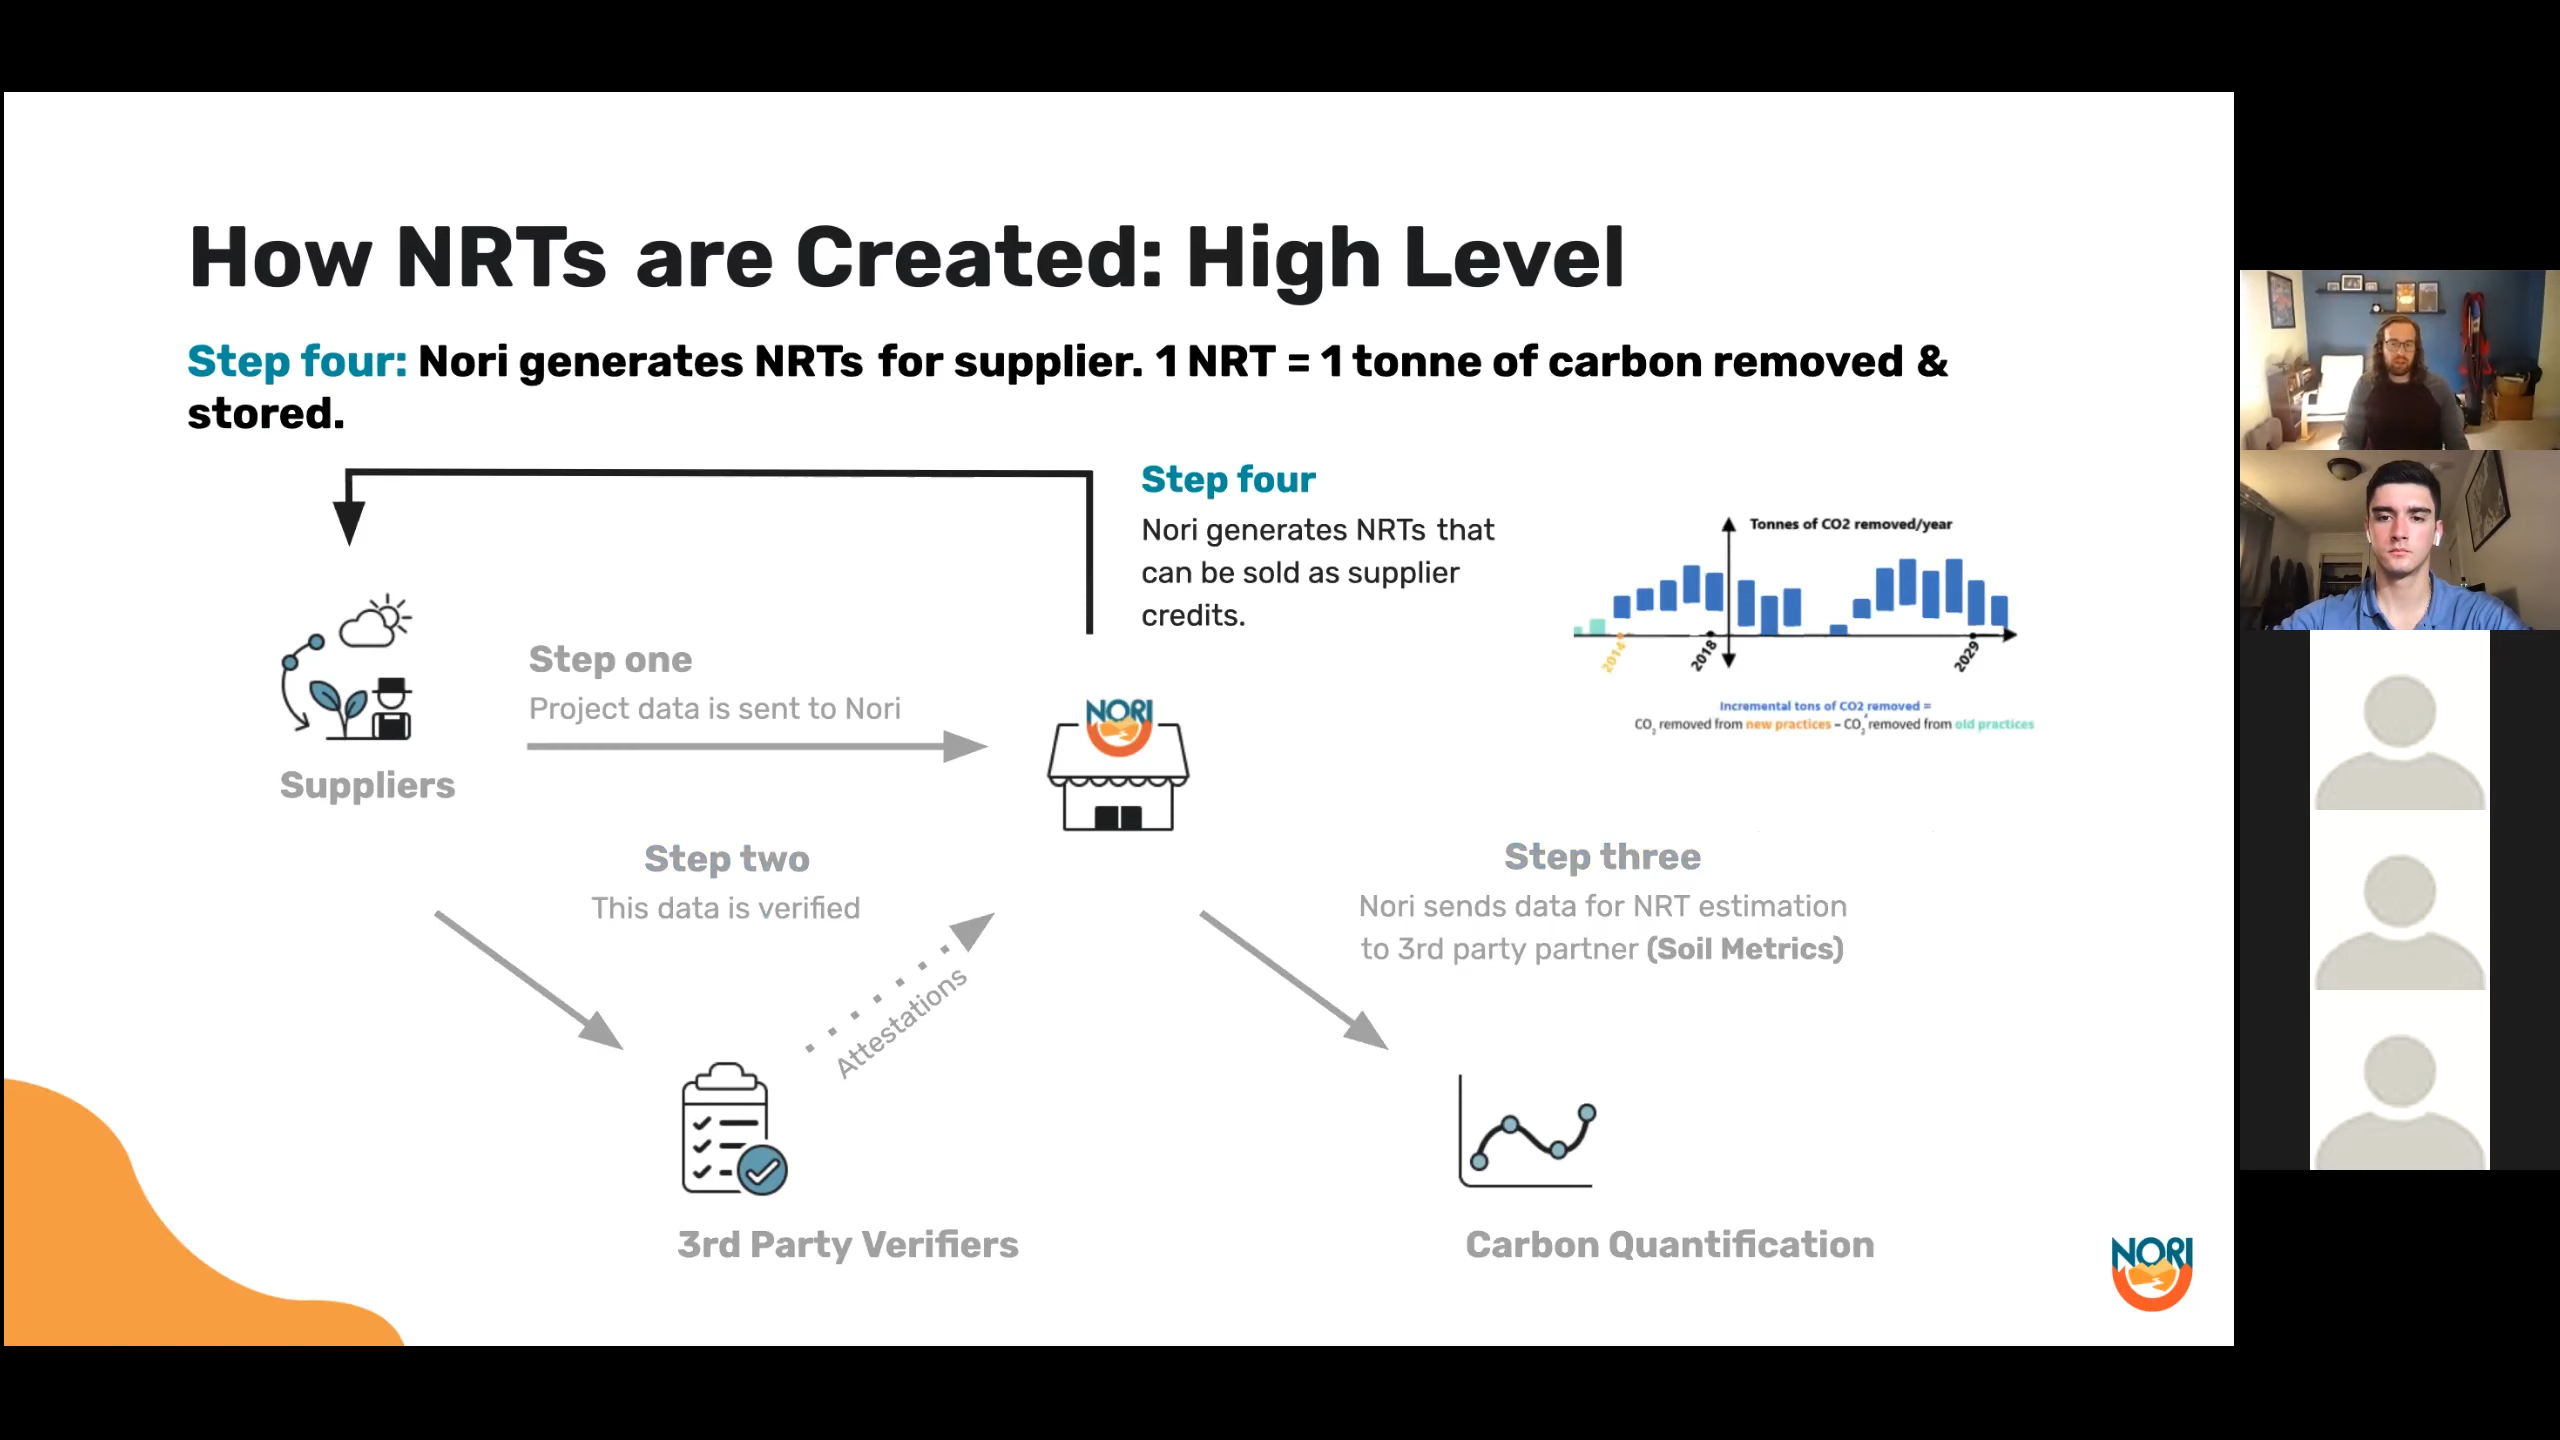 How NRTs are Created: High Level
Step four: Nori generates NRTs for supplier. 1 NRT = 1 tonne of carbon removed &
stored.
Step four
Nori generates NRTs that
can be sold as supplier
credits.
Tonnes of CO2 removed/year
2014
2018
2029
Incremental tons of CO2 removed =
CO2 removed from new practices - CO2 removed from old practices
Step one
Project data is sent to Nori
NORI
Suppliers
Step two
This data is verified
Attestations
Step three
Nori sends data for NRT estimation
to 3rd party partner (Soil Metrics)
3rd Party Verifiers
Carbon Quantification
NORI